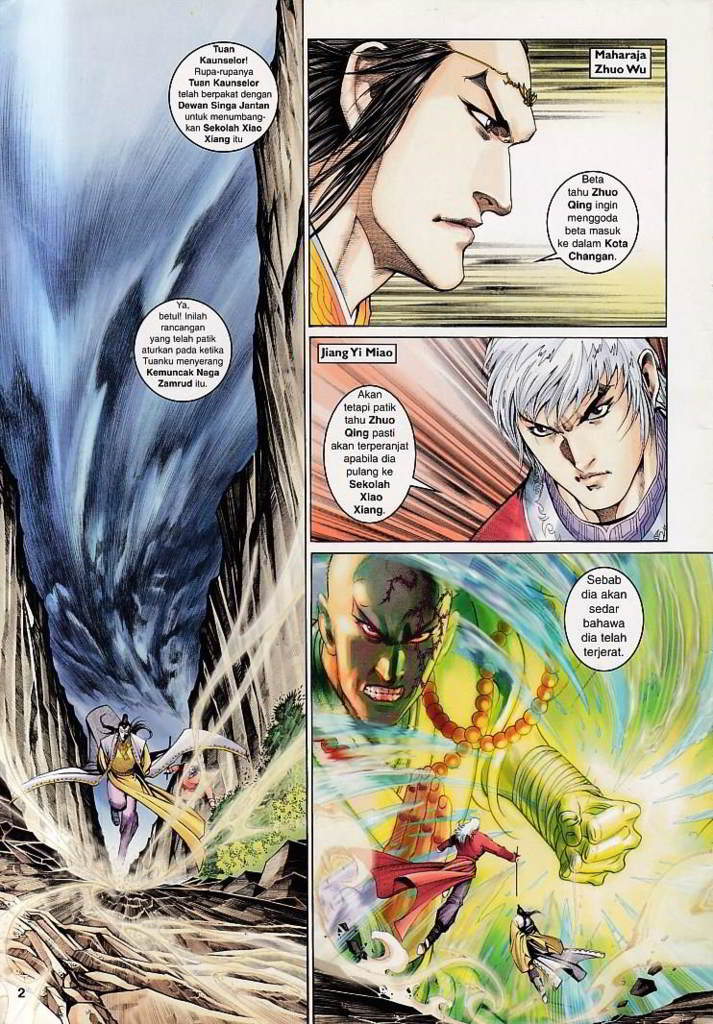 Tuan
Kaunselor!
Rupa-rupanya
Tuan Kaunselor
telah berpakat dengan
Dewan Singa Jantan
untuk menumbang-
kan Sekolah Xiao
Xiang itu
Ya,
betul! Inilah
rancangan
yang telah patik
aturkan pada ketika
Tuanku menyerang
Kemuncak Naga
Zamrud itu.
Maharaja
Zhuo Wu
Beta
tahu Zhuo
Qing ingin
menggoda
beta masuk
ke dalam Kota
Changan.
Jiang Yi Miao
Akan
tetapi patik
tahu Zhuo
Qing pasti
akan terperanjat
apabila dia
pulang ke
Sekolah
Xiao
Xiang.
Sebab
dia akan
sedar
bahawa
dia telah
terjerat.
2